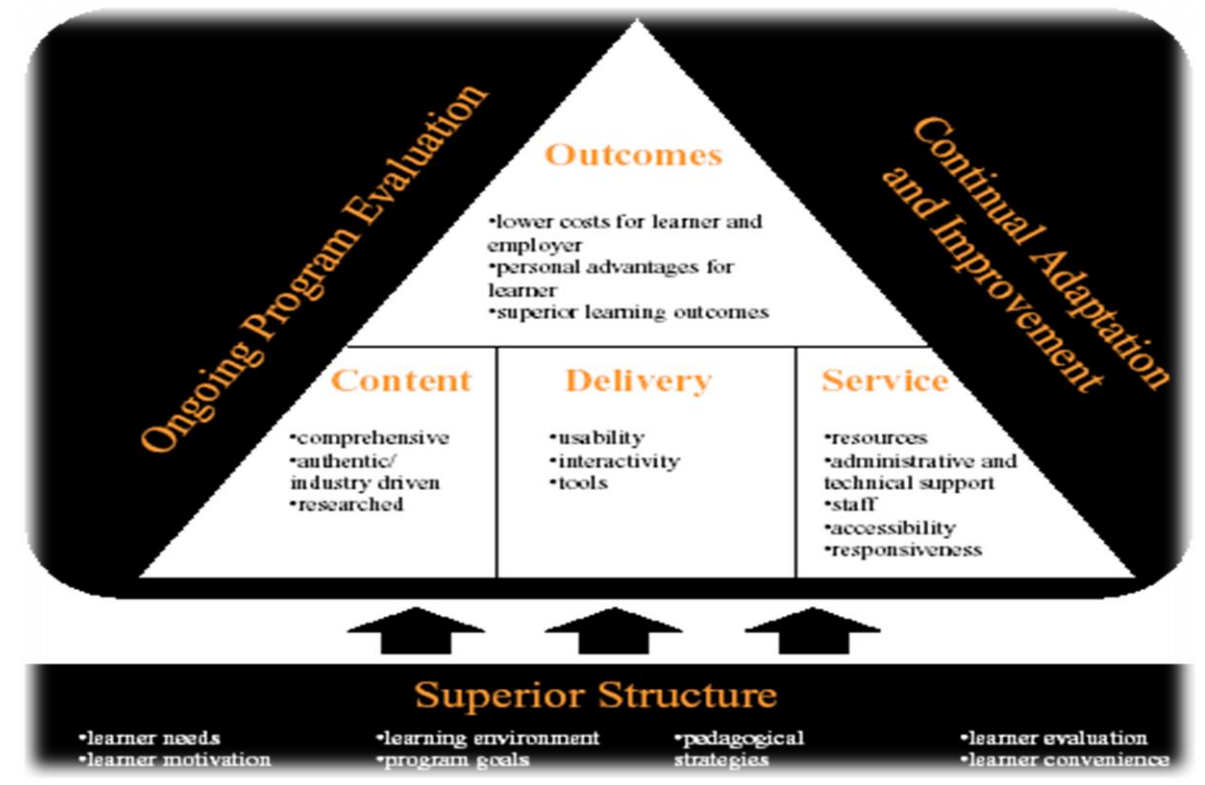 Ongoing Program Evaluation
Continual Adaptation
and Improvement
Outcomes
•lower costs for learner and
employer
•personal advantages for
learner
•superior learning outcomes
Content
•comprehensive
•authentic/
industry driven
•researched
Delivery
•usability
•interactivity
•tools
Service
•resources
•administrative and
technical support
•staff
•accessibility
•responsiveness
Superior Structure
•learner needs
•learner motivation
•learning environment
•program goals
•pedagogical
strategies
•learner evaluation
•learner convenience